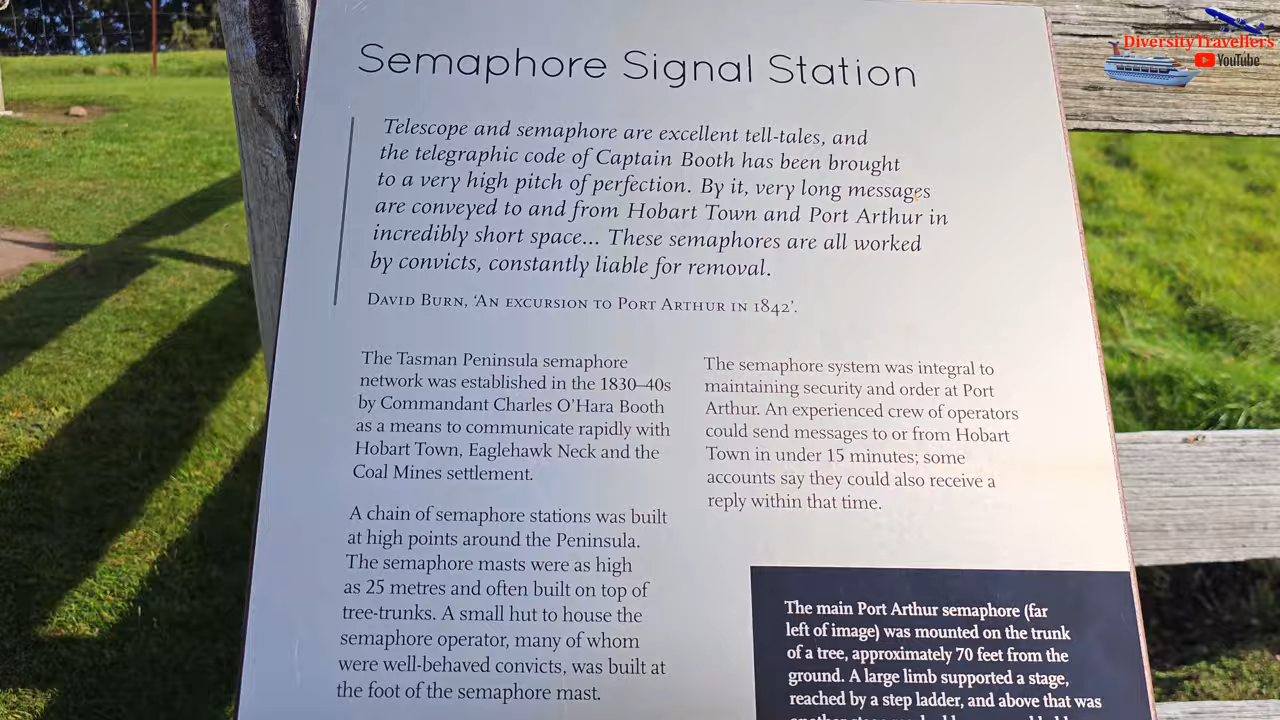 Semaphore Signal Station
Telescope and semaphore are excellent tell-tales, and
the telegraphic code of Captain Booth has been brought
to a very high pitch of perfection. By it, very long messages
are conveyed to and from Hobart Town and Port Arthur in
incredibly short space... These semaphores are all worked
by convicts, constantly liable for removal.
David Burn, ‘An excursion to Port Arthur in 1842’.
The Tasman Peninsula semaphore
network was established in the 1830–40s
by Commandant Charles O’Hara Booth
as a means to communicate rapidly with
Hobart Town, Eaglehawk Neck and the
Coal Mines settlement.
A chain of semaphore stations was built
at high points around the Peninsula.
The semaphore masts were as high
as 25 metres and often built on top of
tree-trunks. A small hut to house the
semaphore operator, many of whom
were well-behaved convicts, was built at
the foot of the semaphore mast.
The semaphore system was integral to
maintaining security and order at Port
Arthur. An experienced crew of operators
could send messages to or from Hobart
Town in under 15 minutes; some
accounts say they could also receive a
reply within that time.
The main Port Arthur semaphore (far
left of image) was mounted on the trunk
of a tree, approximately 70 feet from the
ground. A large limb supported a stage,
reached by a step ladder, and above that was
DiversityTravellers
YouTube